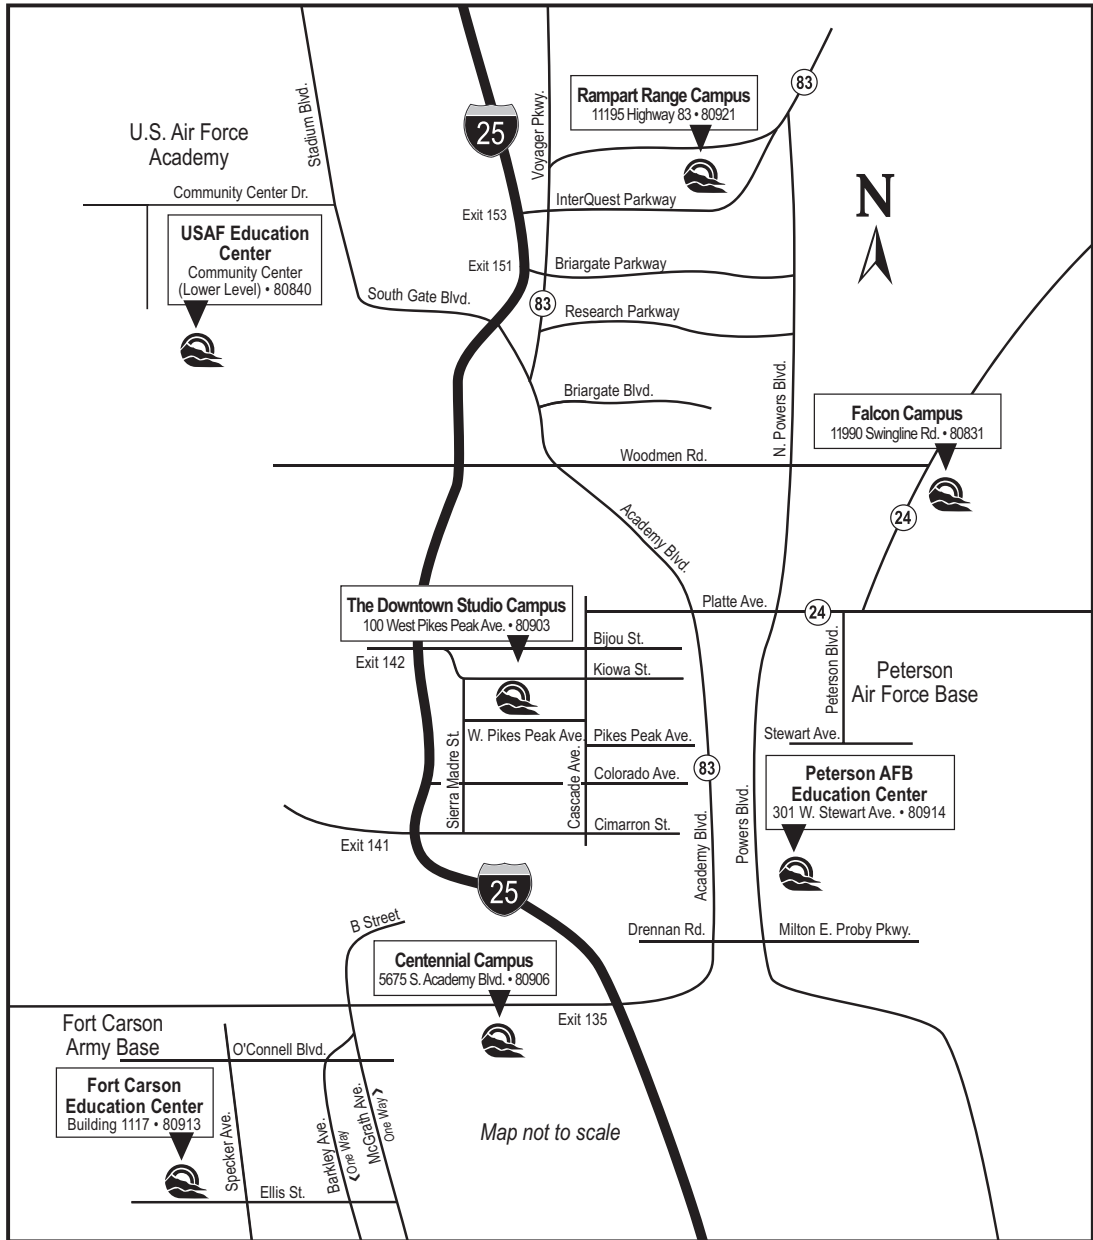 Stadium Blvd.
25
Voyager Pkwy.
Rampart Range Campus
11195 Highway 83 • 80921
83
U.S. Air Force
Academy
Community Center Dr.
InterQuest Parkway
Exit 153
N
USAF Education
Center
Community Center
(Lower Level) • 80840
Exit 151
Briargate Parkway
South Gate Blvd.
83
Research Parkway
Briargate Blvd.
N. Powers Blvd.
Falcon Campus
11990 Swingline Rd. • 80831
Woodmen Rd.
24
Academy Blvd.
The Downtown Studio Campus
100 West Pikes Peak Ave. • 80903
Platte Ave.
24
Bijou St.
Exit 142
Kiowa St.
Peterson Blvd.
Peterson
Air Force Base
W. Pikes Peak Ave.
Pikes Peak Ave.
Stewart Ave.
Sierra Madre St.
Cascade Ave.
Colorado Ave.
83
Peterson AFB
Education Center
301 W. Stewart Ave. • 80914
Cimarron St.
Exit 141
Academy Blvd.
Powers Blvd.
25
B Street
Drennan Rd.
Milton E. Proby Pkwy.
Centennial Campus
5675 S. Academy Blvd. • 80906
Exit 135
Fort Carson
Army Base
O'Connell Blvd.
Fort Carson
Education Center
Building 1117 • 80913
Specker Ave.
Barkley Ave.
<One Way
McGrath Ave.
One Way>
Map not to scale
Ellis St.